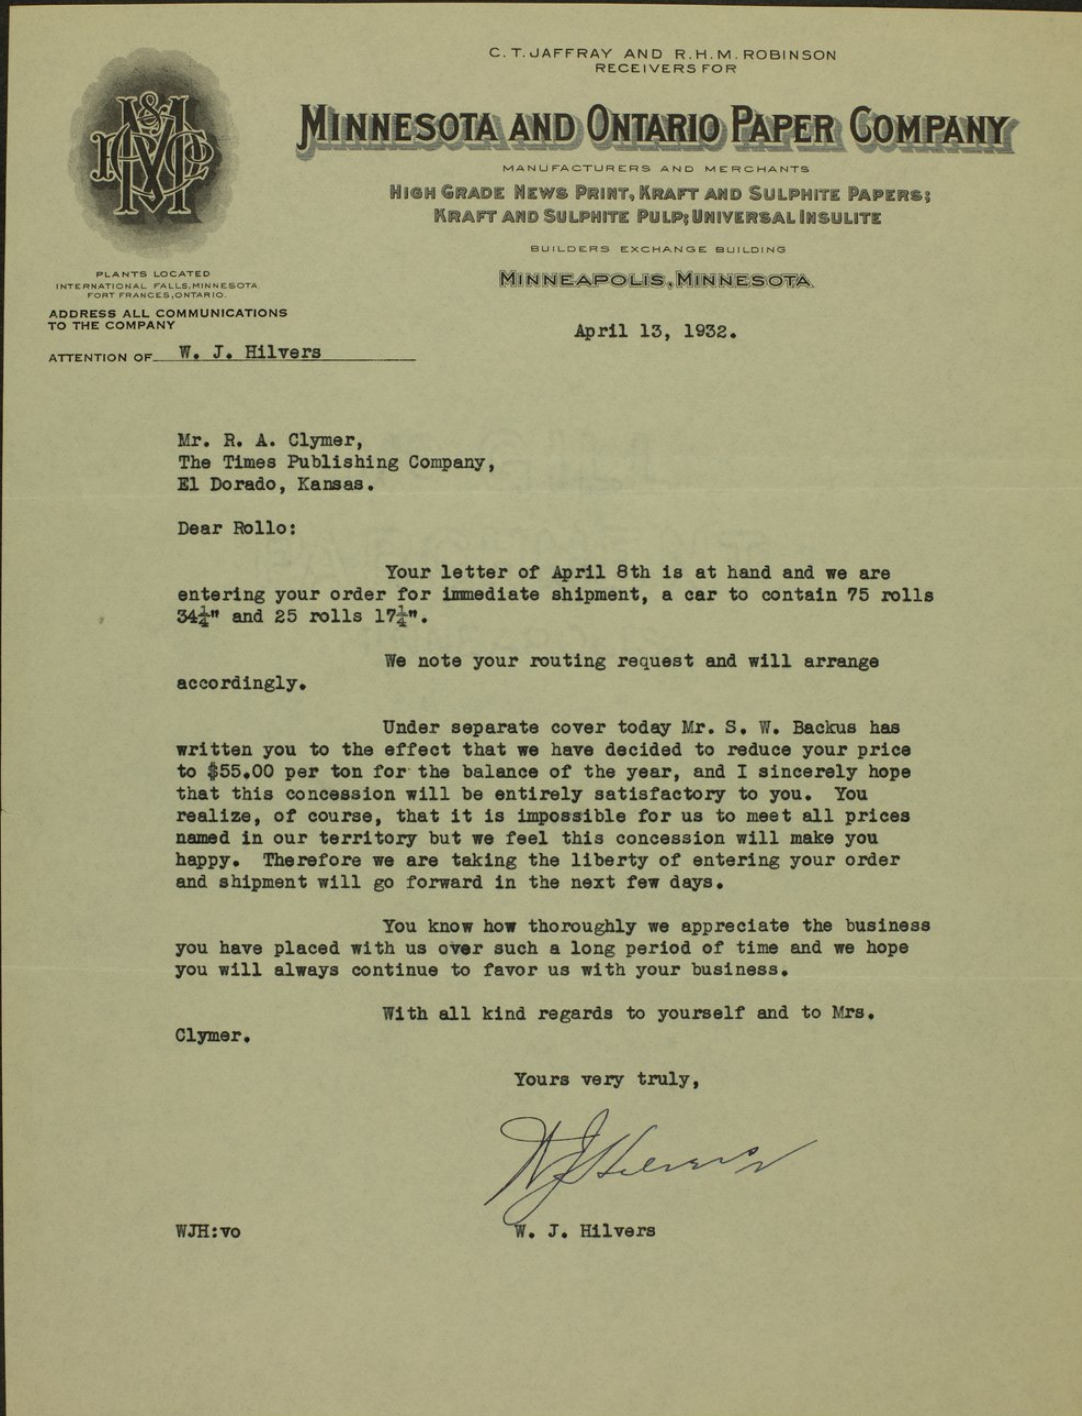 C. T. JAFFRAY AND R. H. M. ROBINSON
RECEIVERS FOR
MINNESOTA AND ONTARIO PAPER COMPANY
MANUFACTURERS AND MERCHANTS
HIGH GRADE NEWS PRINT, KRAFT AND SULPHITE PAPERS;
KRAFT AND SULPHITE PULP; UNIVERSAL INSULITE
BUILDERS EXCHANGE BUILDING
MINNEAPOLIS, MINNESOTA.
PLANTS LOCATED
INTERNATIONAL FALLS, MINNESOTA
FORT FRANCES, ONTARIO.
ADDRESS ALL COMMUNICATIONS
TO THE COMPANY
ATTENTION OF W. J. Hilvers
April 13, 1932.
Mr. R. A. Clymer,
The Times Publishing Company,
El Dorado, Kansas.
Dear Rollo:
Your letter of April 8th is at hand and we are
entering your order for immediate shipment, a car to contain 75 rolls
34½" and 25 rolls 17¼".
We note your routing request and will arrange
accordingly.
Under separate cover today Mr. S. W. Backus has
written you to the effect that we have decided to reduce your price
to $55.00 per ton for the balance of the year, and I sincerely hope
that this concession will be entirely satisfactory to you. You
realize, of course, that it is impossible for us to meet all prices
named in our territory but we feel this concession will make you
happy. Therefore we are taking the liberty of entering your order
and shipment will go forward in the next few days.
You know how thoroughly we appreciate the business
you have placed with us over such a long period of time and we hope
you will always continue to favor us with your business.
With all kind regards to yourself and to Mrs.
Clymer.
Yours very truly,
W J Hilvers
WJH:vo
W. J. Hilvers